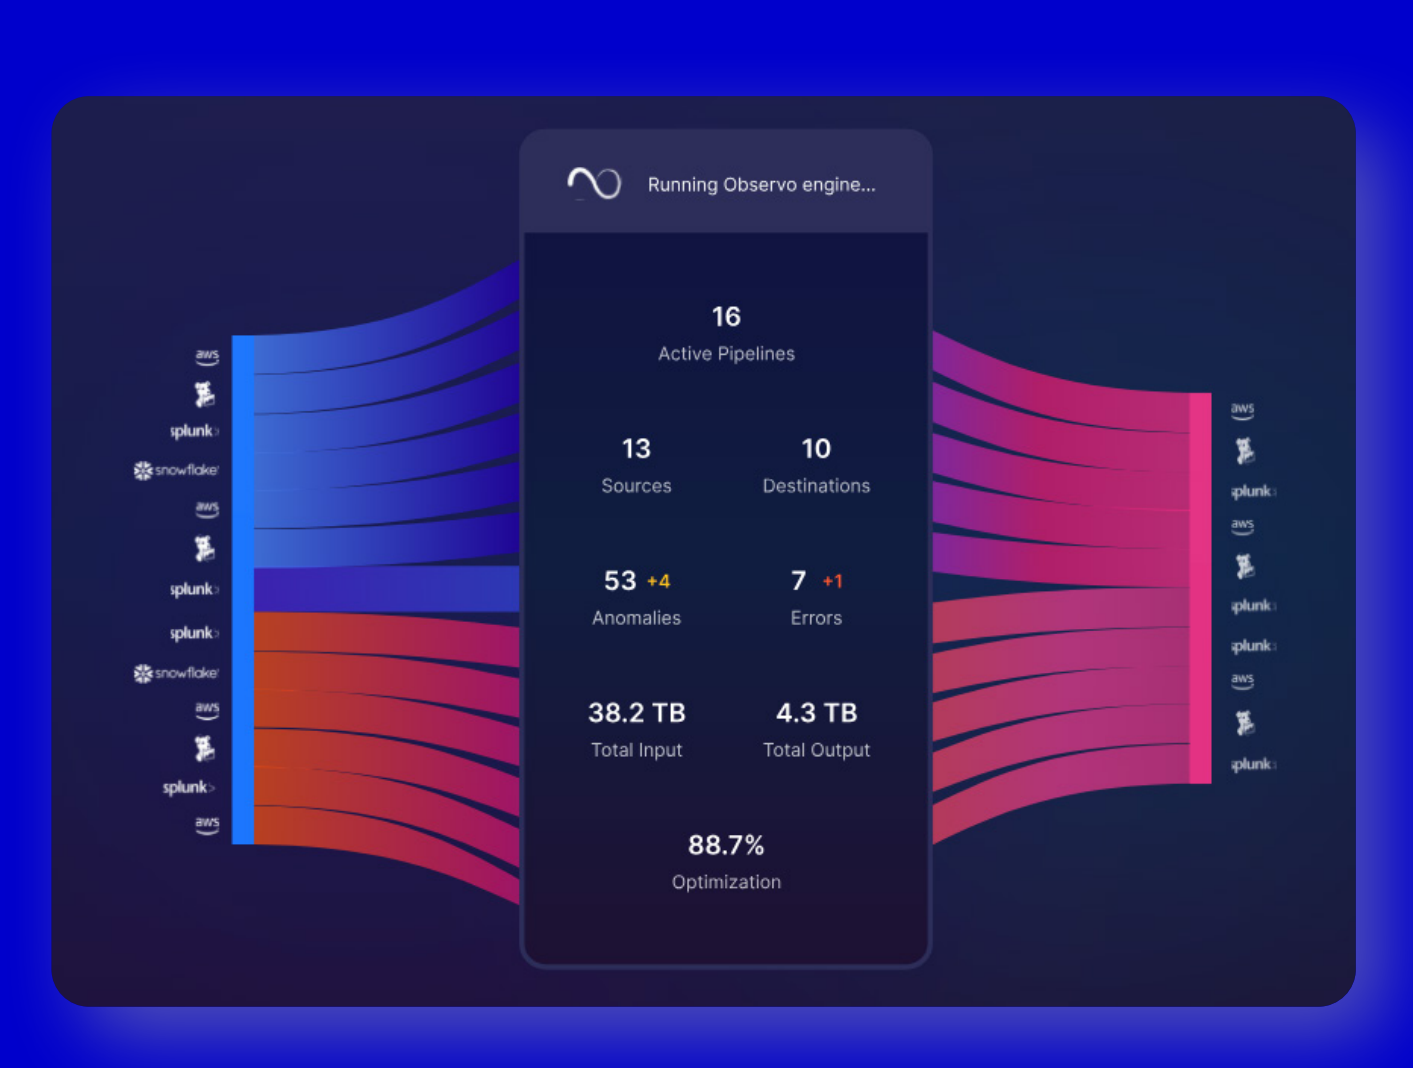 Running Observo engine...
16
Active Pipelines
13
Sources
10
Destinations
53 +4
Anomalies
7 +1
Errors
38.2 TB
Total Input
4.3 TB
Total Output
88.7%
Optimization
aws
splunk>
snowflake
aws
splunk>
splunk>
snowflake
aws
splunk>
aws
aws
splunk>
aws
splunk>
splunk>
aws
splunk>